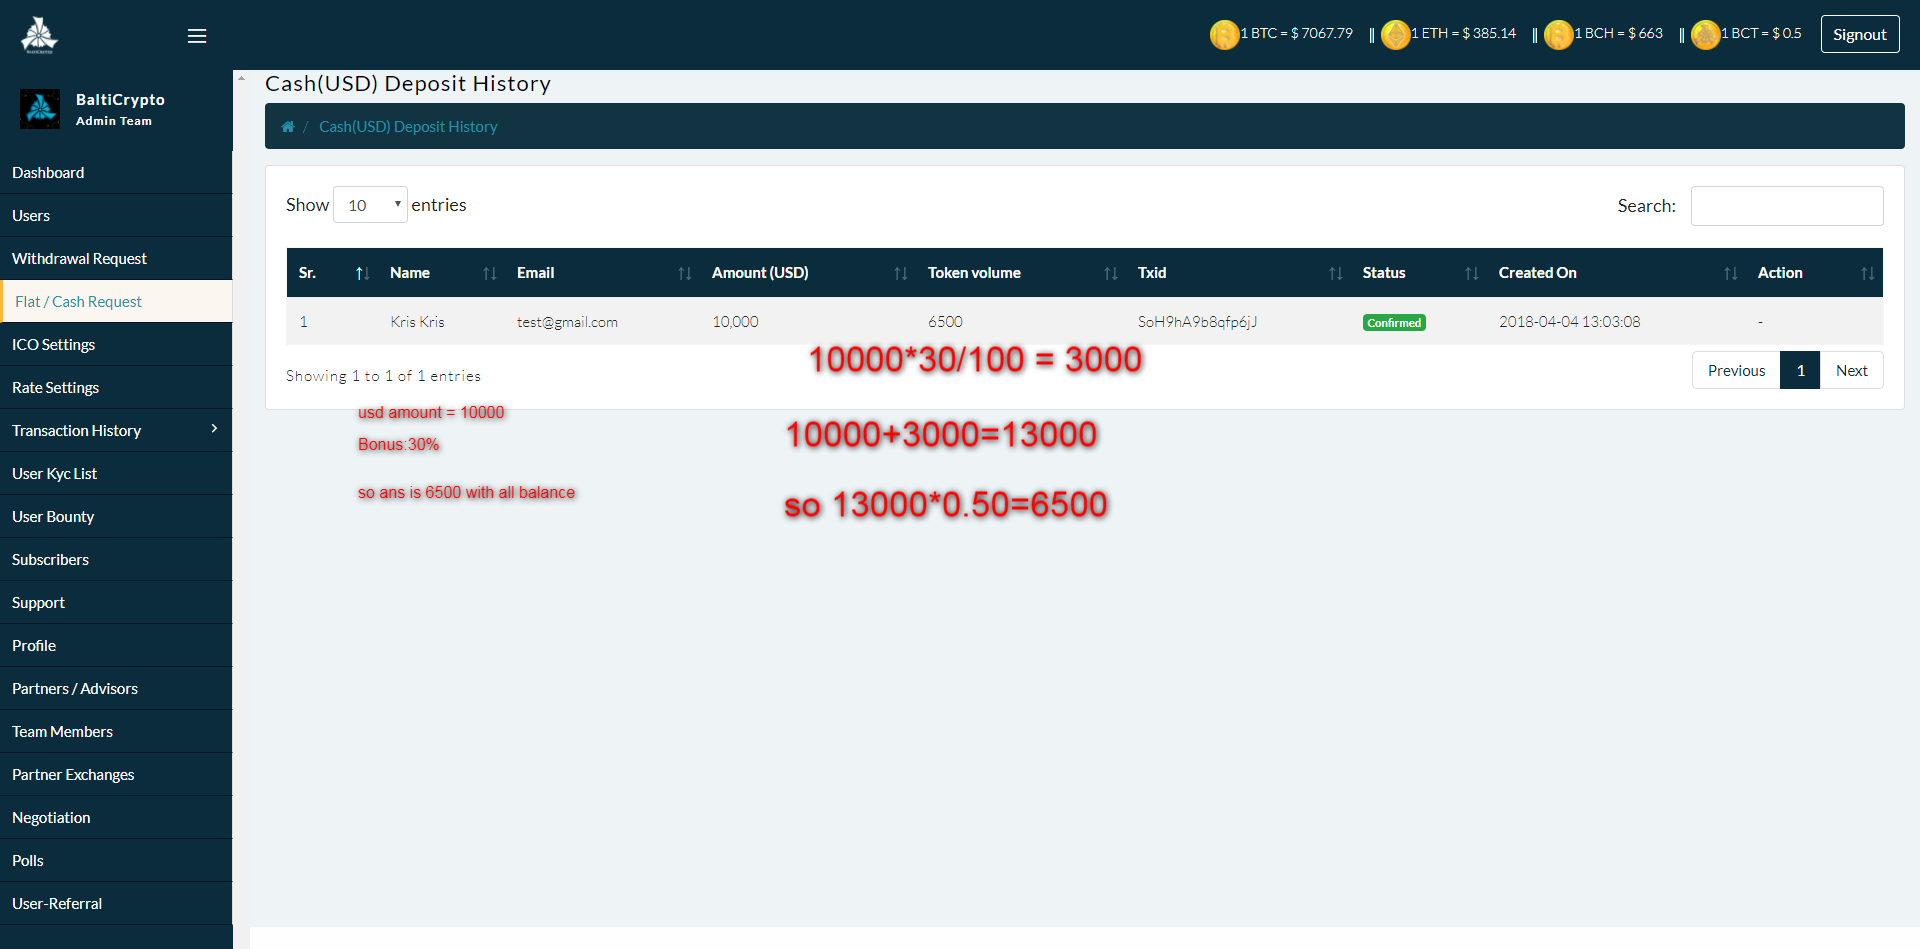 1 BTC = $ 7067.79 || 1 ETH = $ 385.14 || 1 BCH = $ 663 || 1 BCT = $ 0.5 Signout
BaltiCrypto
Admin Team
Dashboard
Users
Withdrawal Request
Flat / Cash Request
ICO Settings
Rate Settings
Transaction History
User Kyc List
User Bounty
Subscribers
Support
Profile
Partners / Advisors
Team Members
Partner Exchanges
Negotiation
Polls
User-Referral
Cash(USD) Deposit History
/ Cash(USD) Deposit History
Show 10 entries Search:
Sr. Name Email Amount (USD) Token volume Txid Status Created On Action
1 Kris Kris test@gmail.com 10,000 6500 SoH9hA9b8qfp6jJ Confirmed 2018-04-04 13:03:08 -
10000*30/100 = 3000
Showing 1 to 1 of 1 entries Previous 1 Next
usd amount = 10000
10000+3000=13000
Bonus:30%
so ans is 6500 with all balance
so 13000*0.50=6500